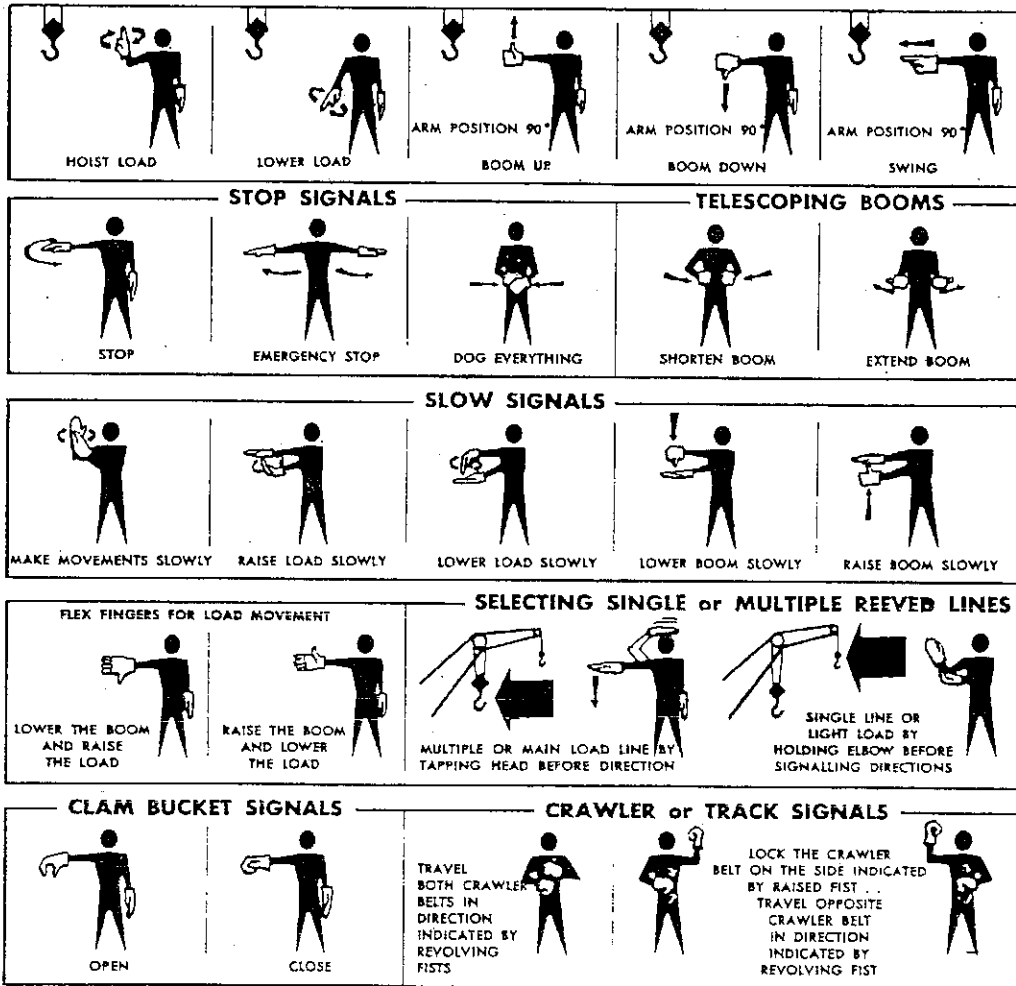 HOIST LOAD
LOWER LOAD
ARM POSITION 90°
BOOM UP
ARM POSITION 90°
BOOM DOWN
ARM POSITION 90°
SWING
STOP SIGNALS
TELESCOPING BOOMS
STOP
EMERGENCY STOP
DOG EVERYTHING
SHORTEN BOOM
EXTEND BOOM
SLOW SIGNALS
MAKE MOVEMENTS SLOWLY
RAISE LOAD SLOWLY
LOWER LOAD SLOWLY
LOWER BOOM SLOWLY
RAISE BOOM SLOWLY
FLEX FINGERS FOR LOAD MOVEMENT
LOWER THE BOOM
AND RAISE
THE LOAD
RAISE THE BOOM
AND LOWER
THE LOAD
SELECTING SINGLE or MULTIPLE REEVED LINES
MULTIPLE OR MAIN LOAD LINE BY
TAPPING HEAD BEFORE DIRECTION
SINGLE LINE OR
LIGHT LOAD BY
HOLDING ELBOW BEFORE
SIGNALLING DIRECTIONS
CLAM BUCKET SIGNALS
OPEN
CLOSE
CRAWLER or TRACK SIGNALS
TRAVEL
BOTH CRAWLER
BELTS IN
DIRECTION
INDICATED BY
REVOLVING
FISTS
LOCK THE CRAWLER
BELT ON THE SIDE INDICATED
BY RAISED FIST . .
TRAVEL OPPOSITE
CRAWLER BELT
IN DIRECTION
INDICATED BY
REVOLVING FIST